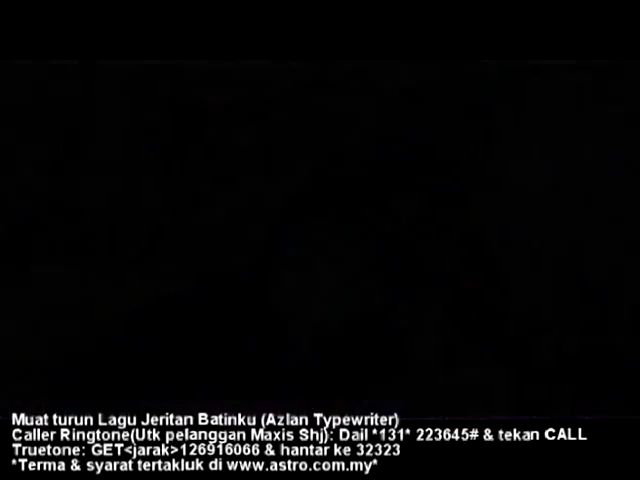 Muat turun Lagu Jeritan Batinku (Azlan Typewriter)
Caller Ringtone(Utk pelanggan Maxis Shj): Dail *131* 223645# & tekan CALL
Truetone: GET<jarak>126916066 & hantar ke 32323
*Terma & syarat tertakluk di www.astro.com.my*